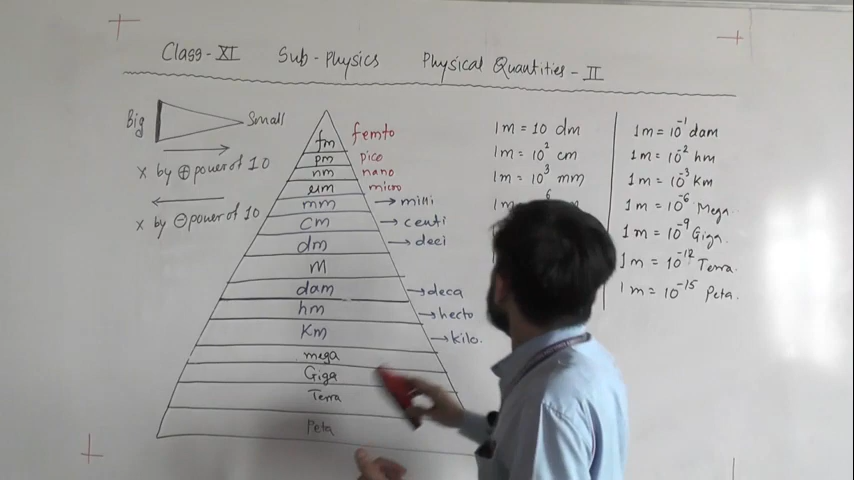 Class-XI Sub-Physics Physical Quantities-II
Big Small
x by ⊕ power of 10
x by ⊖ power of 10
fm femto
pm pico
nm nano
μm micro
mm → milli
cm → centi
dm → deci
M
dam → deca
hm → hecto
Km → kilo.
mega
Giga
Terra
Peta
1m = 10 dm
1m = 10² cm
1m = 10³ mm
1m = 10⁻¹ dam
1m = 10⁻² hm
1m = 10⁻³ Km
1m = 10⁻⁶ Mega.
1m = 10⁻⁹ Giga.
1m = 10⁻¹² Terra.
1m = 10⁻¹⁵ Peta.